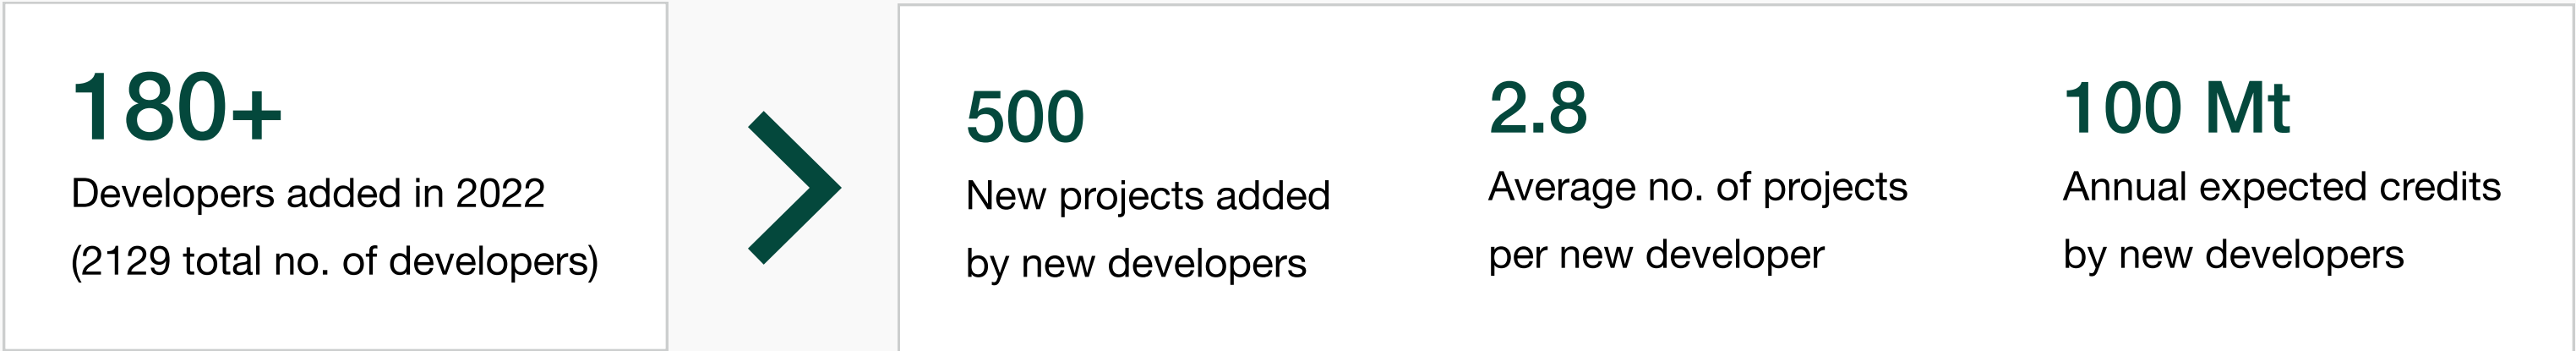 180+
Developers added in 2022
(2129 total no. of developers)
500
New projects added
by new developers
2.8
Average no. of projects
per new developer
100 Mt
Annual expected credits
by new developers